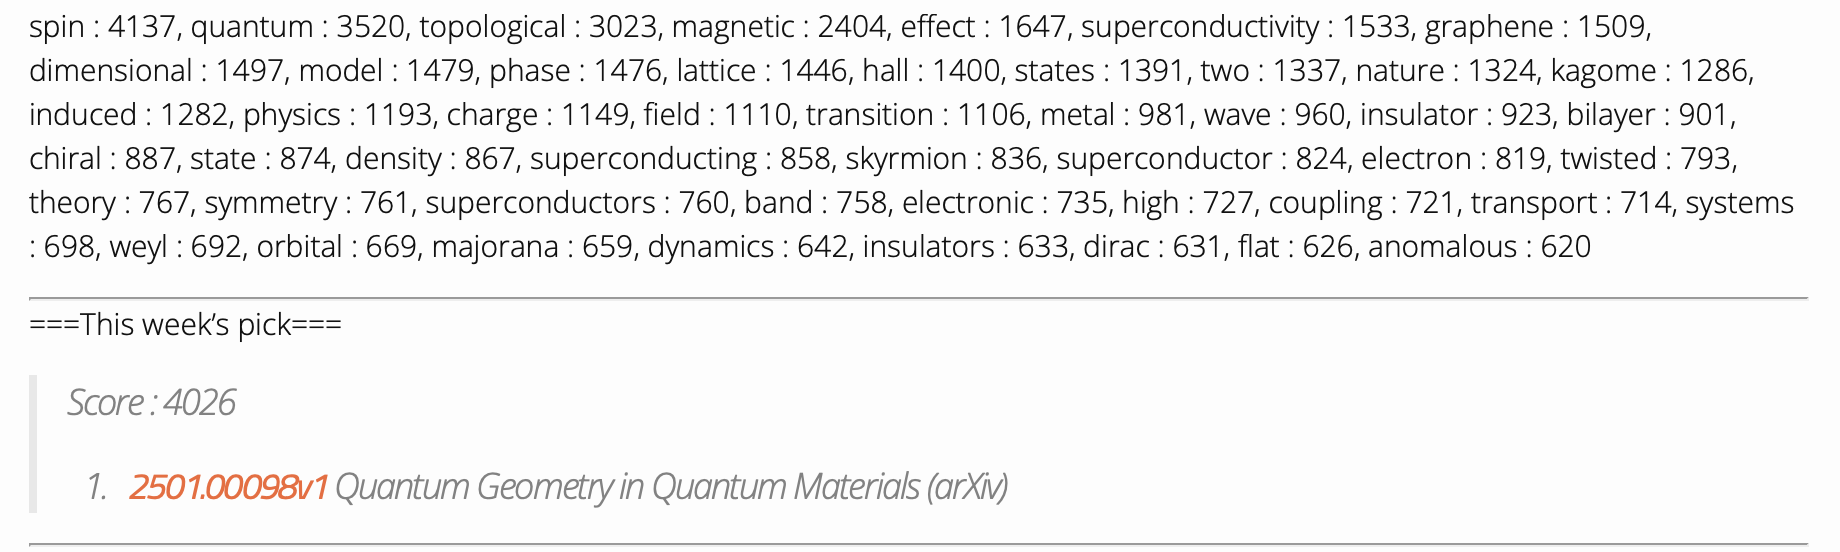 spin : 4137, quantum : 3520, topological : 3023, magnetic : 2404, effect : 1647, superconductivity : 1533, graphene : 1509,
dimensional : 1497, model : 1479, phase : 1476, lattice : 1446, hall : 1400, states : 1391, two : 1337, nature : 1324, kagome : 1286,
induced : 1282, physics : 1193, charge : 1149, field : 1110, transition : 1106, metal : 981, wave : 960, insulator : 923, bilayer : 901,
chiral : 887, state : 874, density : 867, superconducting : 858, skyrmion : 836, superconductor : 824, electron : 819, twisted : 793,
theory : 767, symmetry : 761, superconductors : 760, band : 758, electronic : 735, high : 727, coupling : 721, transport : 714, systems
: 698, weyl : 692, orbital : 669, majorana : 659, dynamics : 642, insulators : 633, dirac : 631, flat : 626, anomalous : 620
===This week’s pick===
Score : 4026
1. 2501.00098v1 Quantum Geometry in Quantum Materials (arXiv)